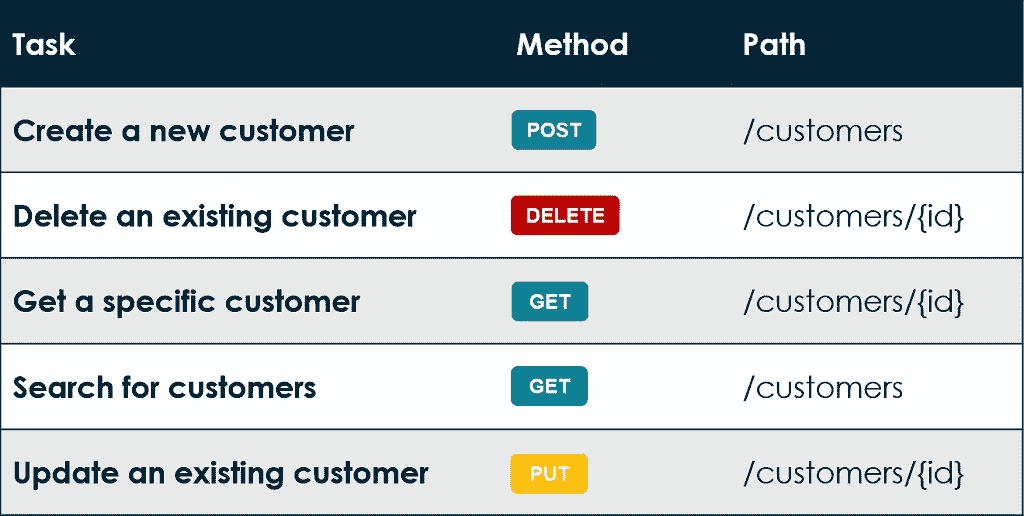 Task Method Path
Create a new customer POST /customers
Delete an existing customer DELETE /customers/{id}
Get a specific customer GET /customers/{id}
Search for customers GET /customers
Update an existing customer PUT /customers/{id}